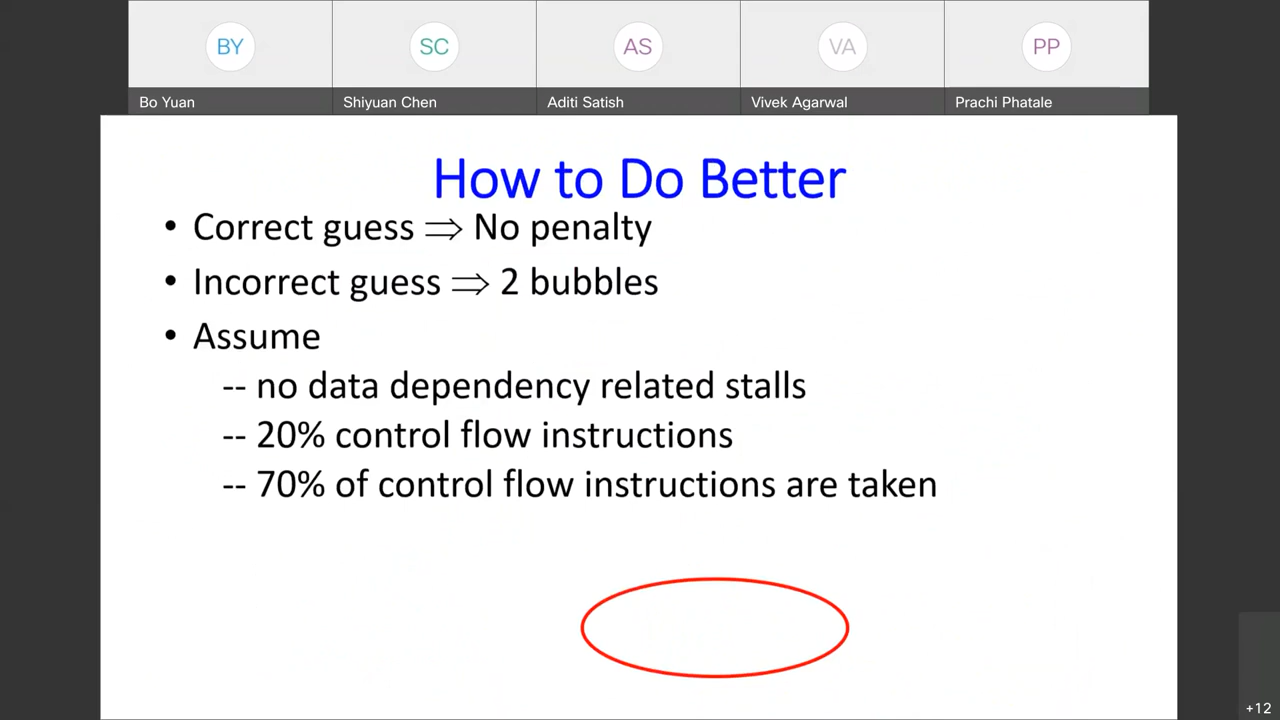 BY SC AS VA PP
Bo Yuan Shiyuan Chen Aditi Satish Vivek Agarwal Prachi Phatale
How to Do Better
• Correct guess ⇒ No penalty
• Incorrect guess ⇒ 2 bubbles
• Assume
-- no data dependency related stalls
-- 20% control flow instructions
-- 70% of control flow instructions are taken
+12